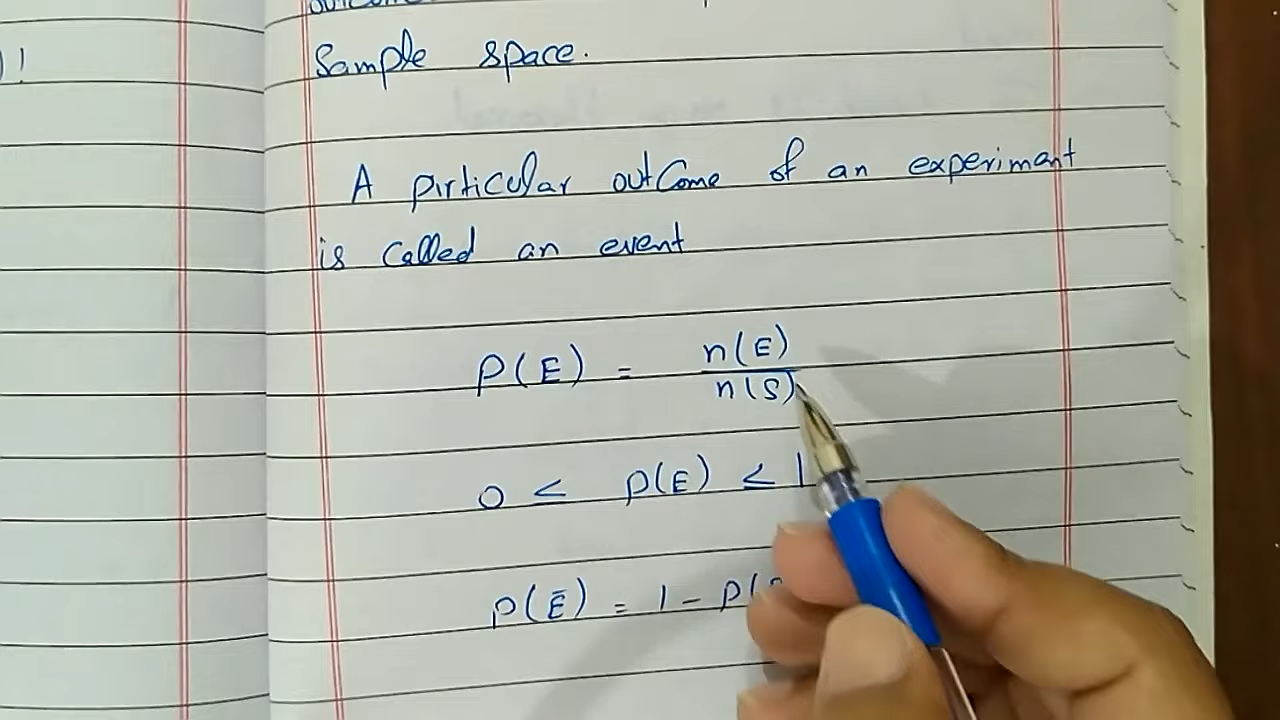 )!
Sample space.
A pirticular outCome of an experimant
is called an event
P(E) = n(E)
n(S)
0 < P(E) ≤ 1
P(Ē) = 1 - P(